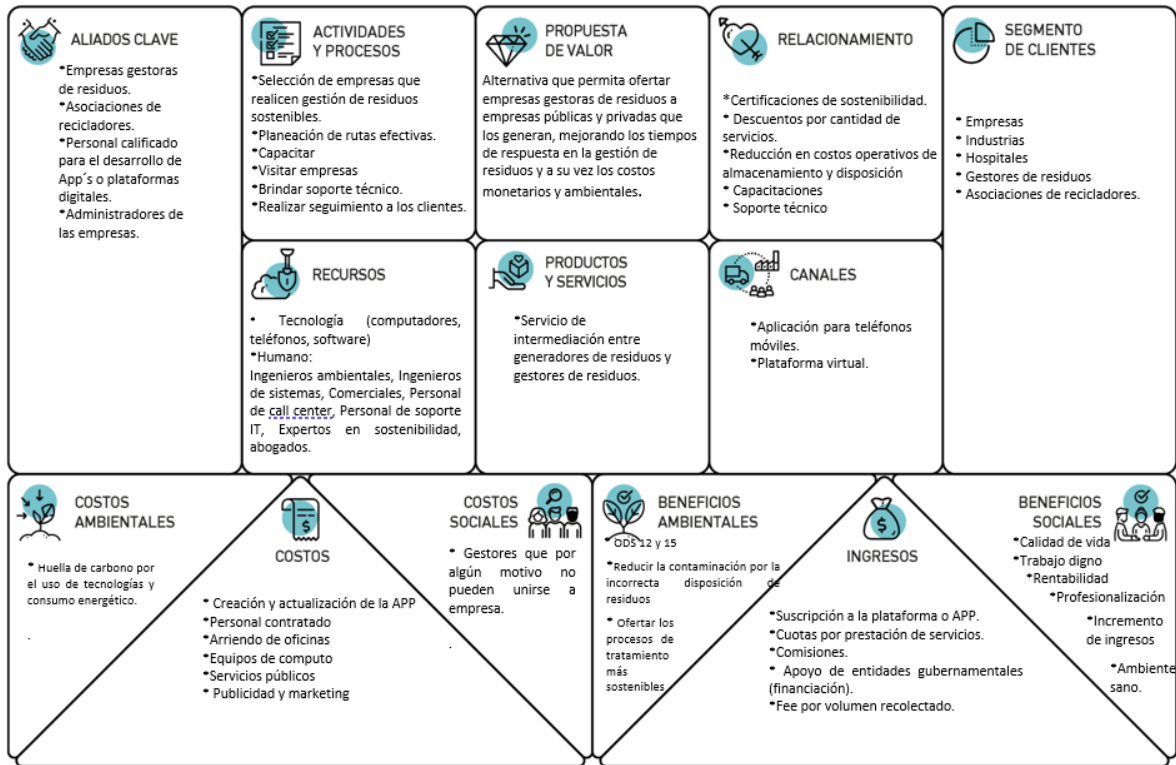 ALIADOS CLAVE
*Empresas gestoras
de residuos.
*Asociaciones de
recicladores.
*Personal calificado
para el desarrollo de
App´s o plataformas
digitales.
*Administradores de
las empresas.
ACTIVIDADES
Y PROCESOS
*Selección de empresas que
realicen gestión de residuos
sostenibles.
*Planeación de rutas efectivas.
*Capacitar
*Visitar empresas
*Brindar soporte técnico.
*Realizar seguimiento a los clientes.
PROPUESTA
DE VALOR
Alternativa que permita ofertar
empresas gestoras de residuos a
empresas públicas y privadas que
los generan, mejorando los tiempos
de respuesta en la gestión de
residuos y a su vez los costos
monetarios y ambientales.
RELACIONAMIENTO
*Certificaciones de sostenibilidad.
* Descuentos por cantidad de
servicios.
*Reducción en costos operativos de
almacenamiento y disposición
* Capacitaciones
* Soporte técnico
SEGMENTO
DE CLIENTES
* Empresas
* Industrias
* Hospitales
* Gestores de residuos
* Asociaciones de recicladores.
RECURSOS
* Tecnología (computadores,
teléfonos, software)
*Humano:
Ingenieros ambientales, Ingenieros
de sistemas, Comerciales, Personal
de call center, Personal de soporte
IT, Expertos en sostenibilidad,
abogados.
PRODUCTOS
Y SERVICIOS
*Servicio de
intermediación entre
generadores de residuos y
gestores de residuos.
CANALES
*Aplicación para teléfonos
móviles.
*Plataforma virtual.
COSTOS
AMBIENTALES
* Huella de carbono por
el uso de tecnologías y
consumo energético.
.
COSTOS
* Creación y actualización de la APP
* Personal contratado
* Arriendo de oficinas
* Equipos de computo
* Servicios públicos
* Publicidad y marketing
COSTOS
SOCIALES
* Gestores que por
algún motivo no
pueden unirse a
empresa.
.
BENEFICIOS
AMBIENTALES
* ODS 12 y 15
*Reducir la contaminación por la
incorrecta disposición de
residuos
* Ofertar los
procesos de
tratamiento
más
sostenibles
INGRESOS
*Suscripción a la plataforma o APP.
*Cuotas por prestación de servicios.
*Comisiones.
* Apoyo de entidades gubernamentales
(financiación).
*Fee por volumen recolectado.
BENEFICIOS
SOCIALES
*Calidad de vida
*Trabajo digno
*Rentabilidad
*Profesionalización
*Incremento
de ingresos
*Ambiente
sano.